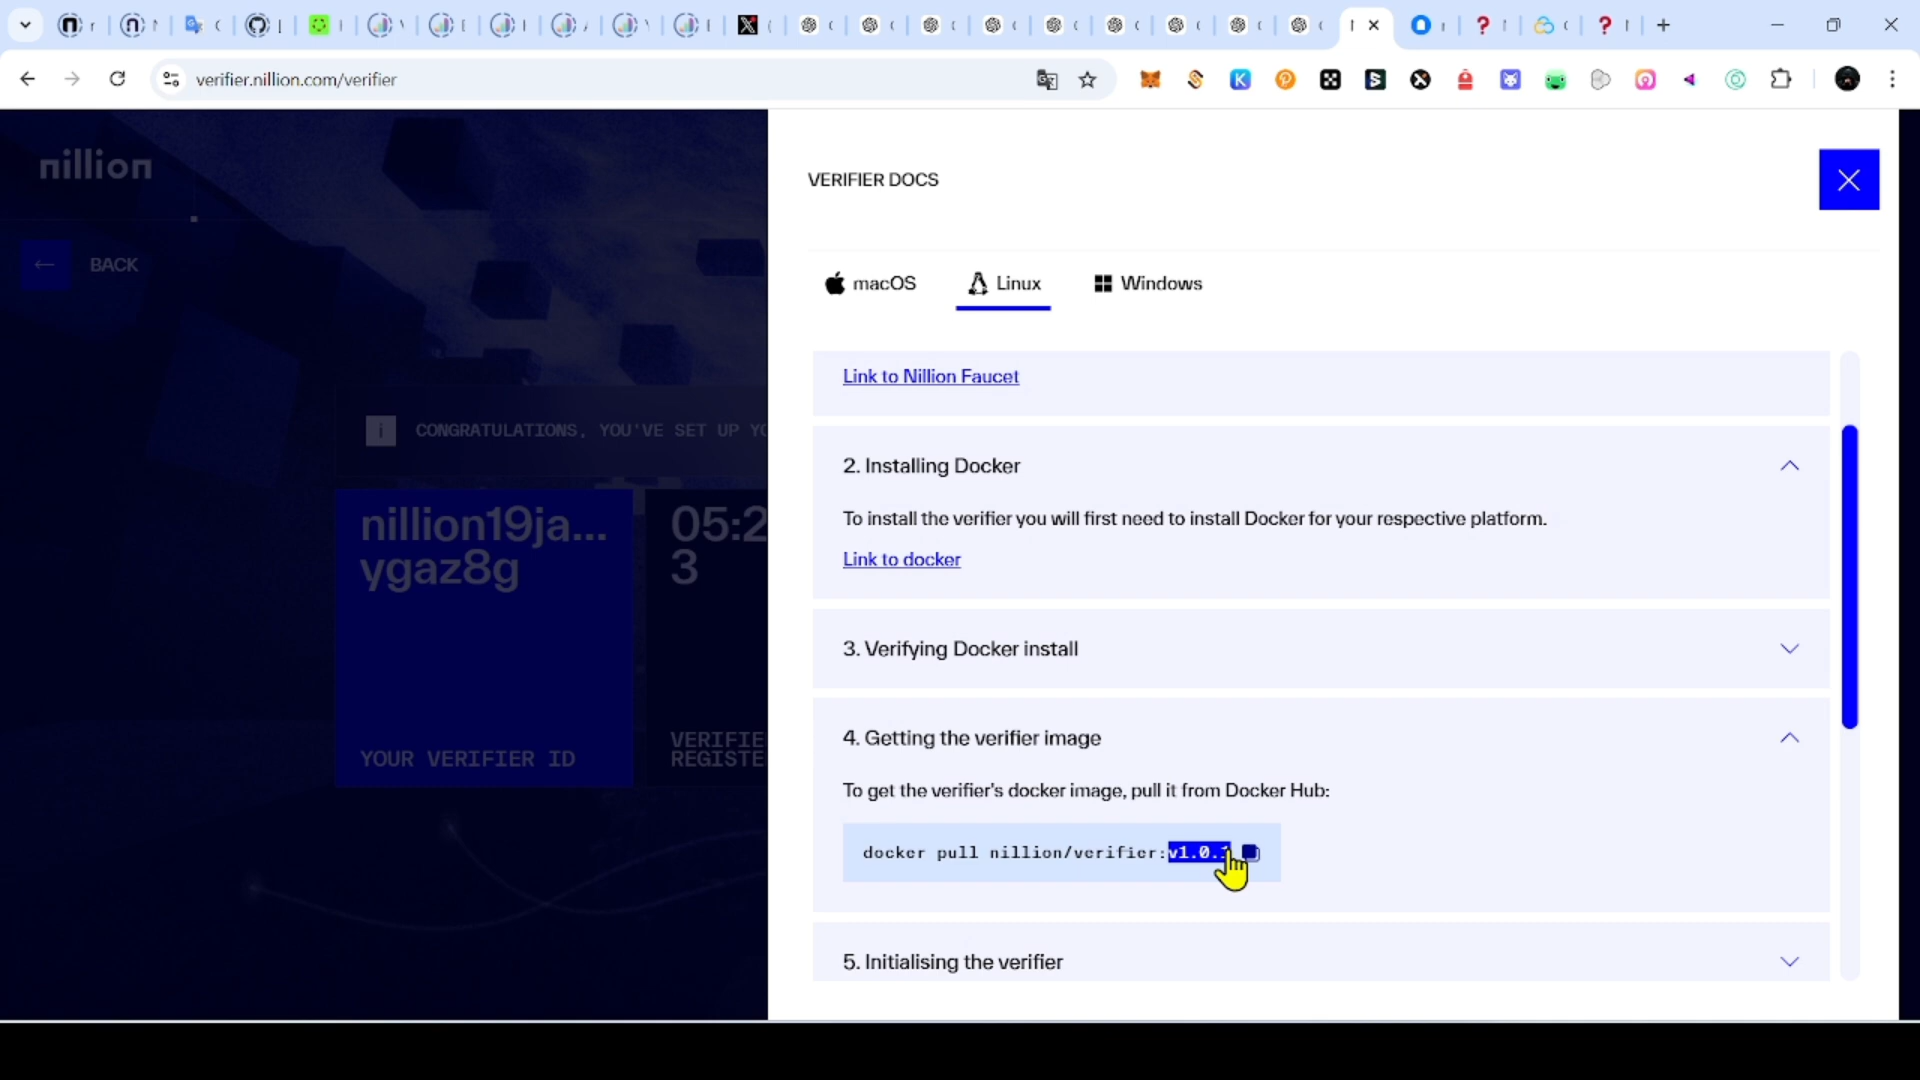 verifier.nillion.com/verifier
nillion
BACK
CONGRATULATIONS, YOU'VE SET UP
nillion19ja...
ygaz8g
YOUR VERIFIER ID
05:2
3
VERIFIE
REGISTE
VERIFIER DOCS
macOS
Linux
Windows
Link to Nillion Faucet
2. Installing Docker
To install the verifier you will first need to install Docker for your respective platform.
Link to docker
3. Verifying Docker install
4. Getting the verifier image
To get the verifier's docker image, pull it from Docker Hub:
docker pull nillion/verifier:v1.0.1
5. Initialising the verifier